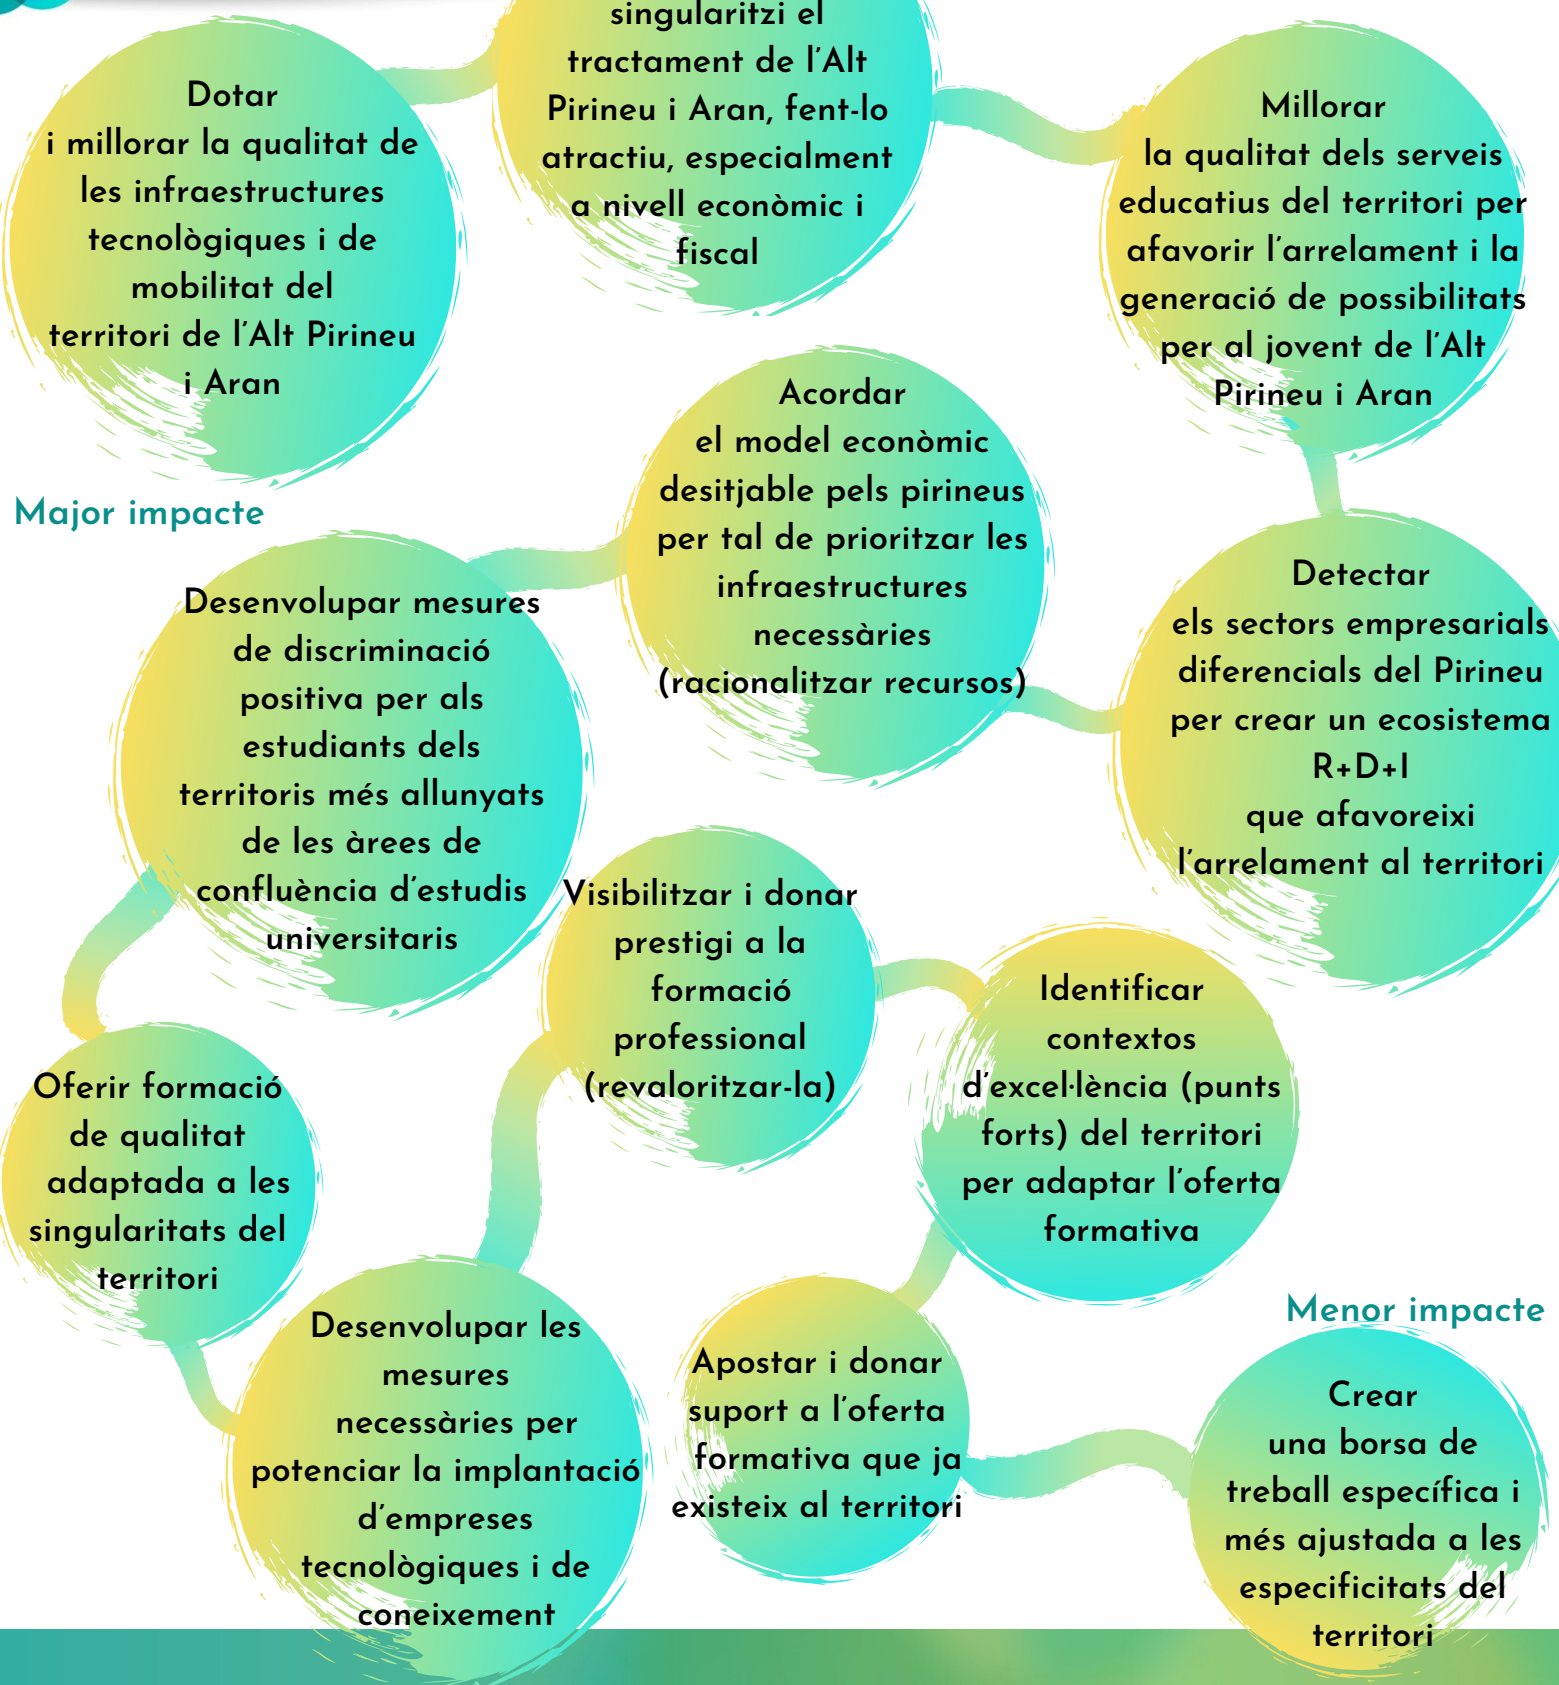 Dotar
i millorar la qualitat de
les infraestructures
tecnològiques i de
mobilitat del
territori de l'Alt Pirineu
i Aran
singularitzi el
tractament de l'Alt
Pirineu i Aran, fent-lo
atractiu, especialment
a nivell econòmic i
fiscal
Millorar
la qualitat dels serveis
educatius del territori per
afavorir l'arrelament i la
generació de possibilitats
per al jovent de l'Alt
Pirineu i Aran
Major impacte
Acordar
el model econòmic
desitjable pels pirineus
per tal de prioritzar les
infraestructures
necessàries
(racionalitzar recursos)
Detectar
els sectors empresarials
diferencials del Pirineu
per crear un ecosistema
R+D+I
que afavoreixi
l'arrelament al territori
Desenvolupar mesures
de discriminació
positiva per als
estudiants dels
territoris més allunyats
de les àrees de
confluència d'estudis
universitaris
Visibilitzar i donar
prestigi a la
formació
professional
(revaloritzar-la)
Identificar
contextos
d'excel·lència (punts
forts) del territori
per adaptar l'oferta
formativa
Oferir formació
de qualitat
adaptada a les
singularitats del
territori
Desenvolupar les
mesures
necessàries per
potenciar la implantació
d'empreses
tecnològiques i de
coneixement
Apostar i donar
suport a l'oferta
formativa que ja
existeix al territori
Menor impacte
Crear
una borsa de
treball específica i
més ajustada a les
especificitats del
territori